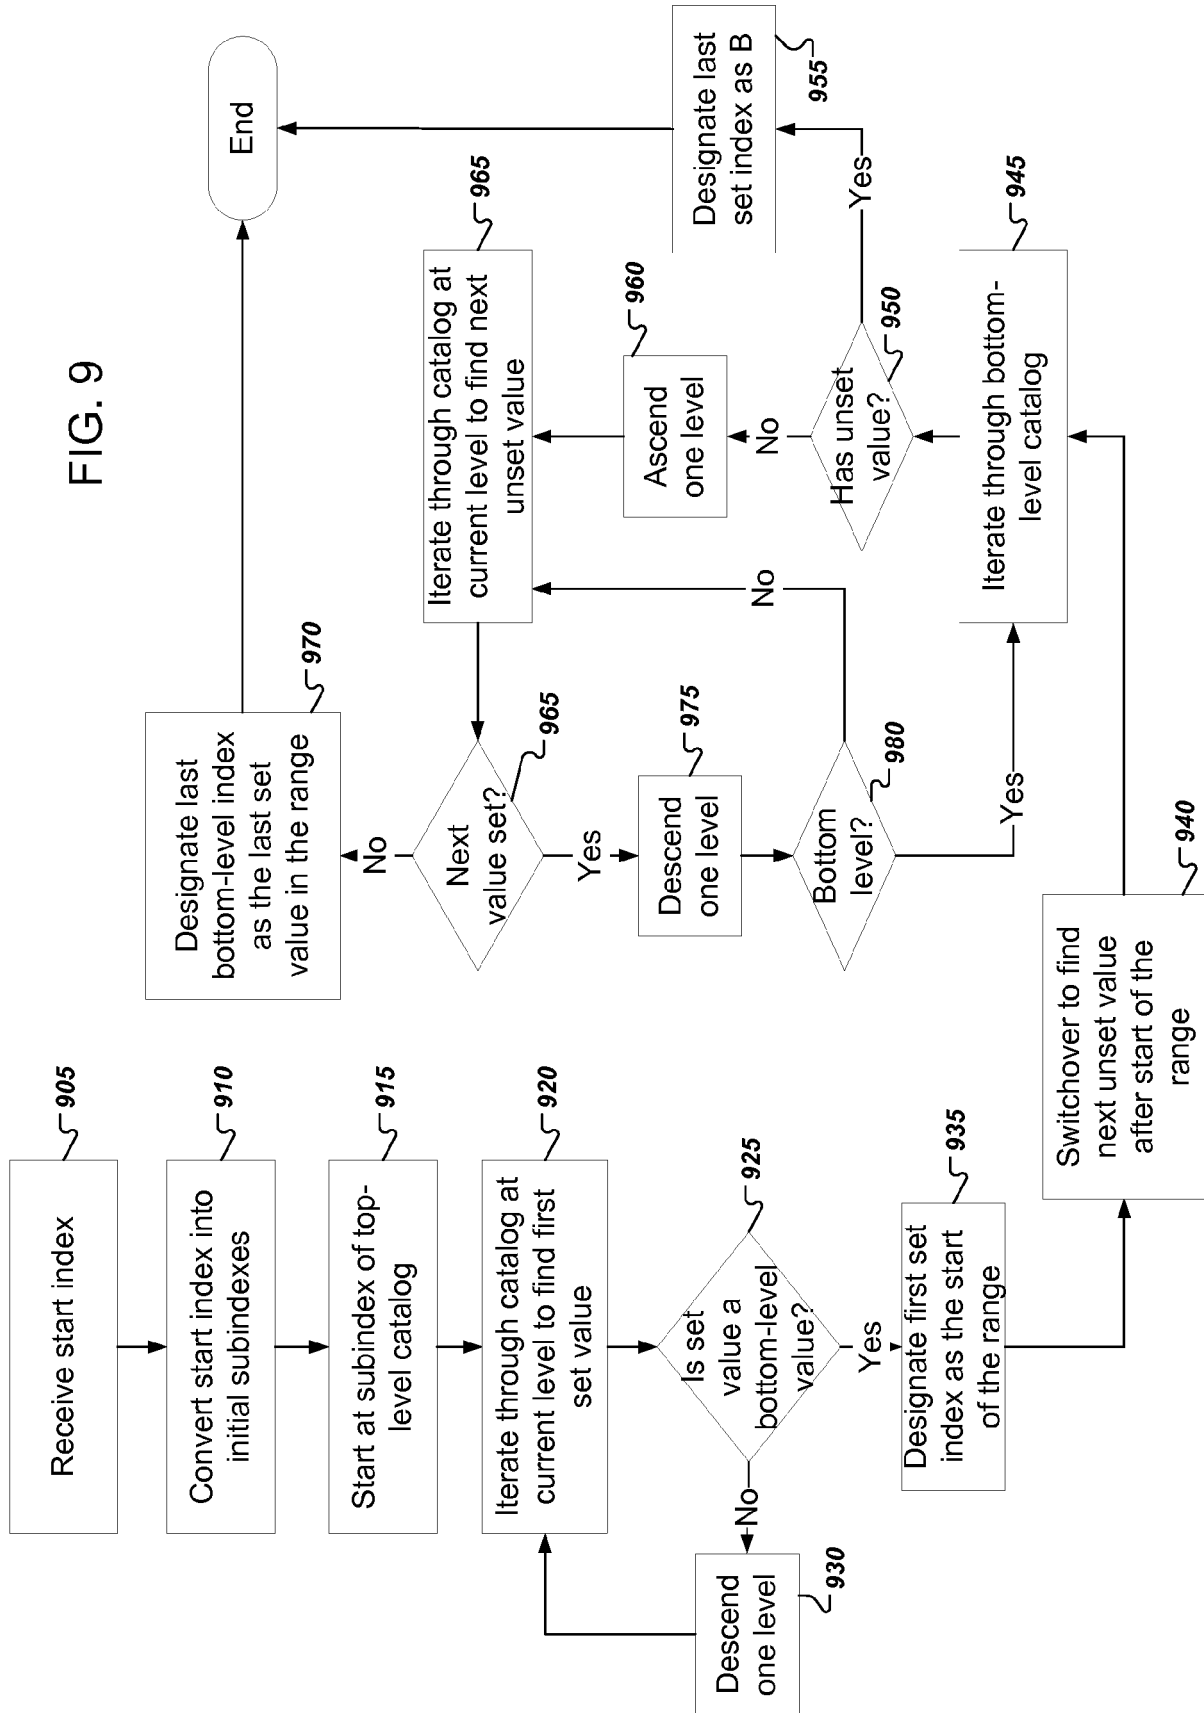 FIG. 9
Receive start index
905
Convert start index into
initial subindexes
910
Start at subindex of top-
level catalog
915
Iterate through catalog at
current level to find first
set value
920
Is set
value a
bottom-level
value?
925
No
Descend
one level
930
Yes
Designate first set
index as the start
of the range
935
Switchover to find
next unset value
after start of the
range
940
Iterate through bottom-
level catalog
945
Has unset
value?
950
Yes
Designate last
set index as B
955
No
Ascend
one level
960
Iterate through catalog at
current level to find next
unset value
965
Next
value set?
965
No
Designate last
bottom-level index
as the last set
value in the range
970
Yes
Descend
one level
975
Bottom
level?
980
No
Yes
End